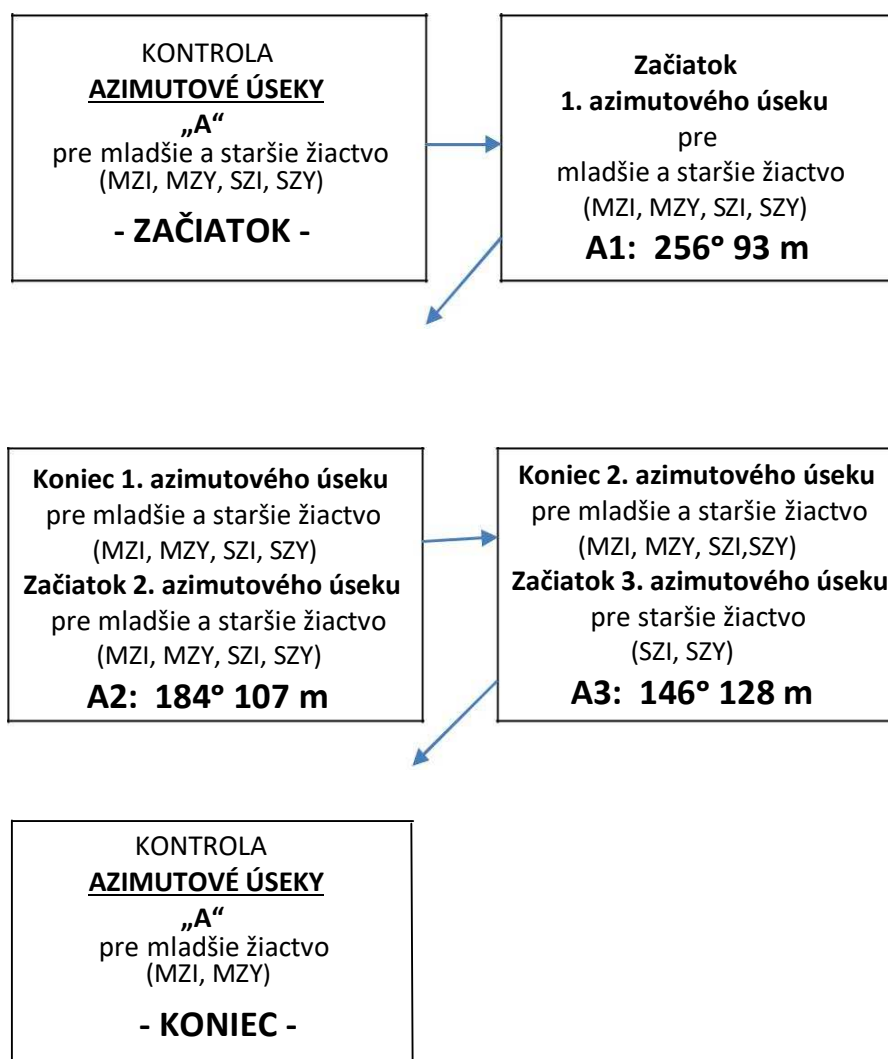 KONTROLA
AZIMUTOVÉ ÚSEKY
„A“
pre mladšie a staršie žiactvo
(MZI, MZY, SZI, SZY)
- ZAČIATOK -
Začiatok
1. azimutového úseku
pre
mladšie a staršie žiactvo
(MZI, MZY, SZI, SZY)
A1: 256° 93 m
Koniec 1. azimutového úseku
pre mladšie a staršie žiactvo
(MZI, MZY, SZI, SZY)
Začiatok 2. azimutového úseku
pre mladšie a staršie žiactvo
(MZI, MZY, SZI, SZY)
A2: 184° 107 m
Koniec 2. azimutového úseku
pre mladšie a staršie žiactvo
(MZI, MZY, SZI,SZY)
Začiatok 3. azimutového úseku
pre staršie žiactvo
(SZI, SZY)
A3: 146° 128 m
KONTROLA
AZIMUTOVÉ ÚSEKY
„A“
pre mladšie žiactvo
(MZI, MZY)
- KONIEC -